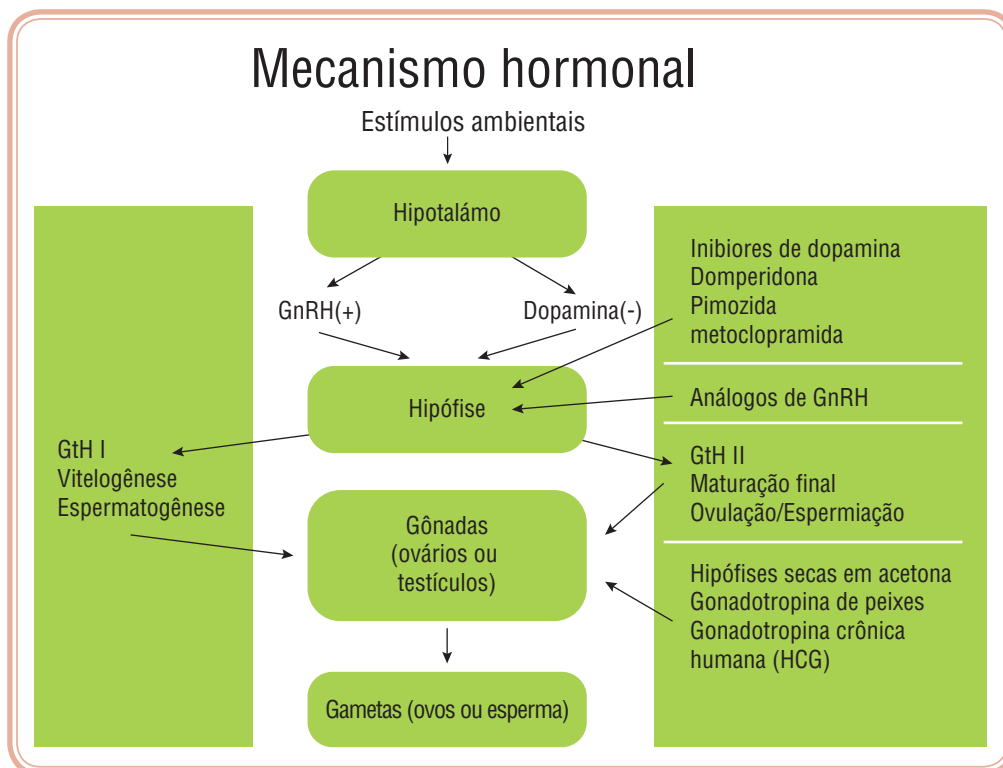 Mecanismo hormonal
Estímulos ambientais
Hipotalámo
GnRH(+)
Dopamina(-)
Hipófise
Inibiores de dopamina
Domperidona
Pimozida
metoclopramida
Análogos de GnRH
GtH I
Vitelogênese
Espermatogênese
GtH II
Maturação final
Ovulação/Espermiação
Gônadas
(ovários ou
testículos)
Hipófises secas em acetona
Gonadotropina de peixes
Gonadotropina crônica
humana (HCG)
Gametas (ovos ou esperma)